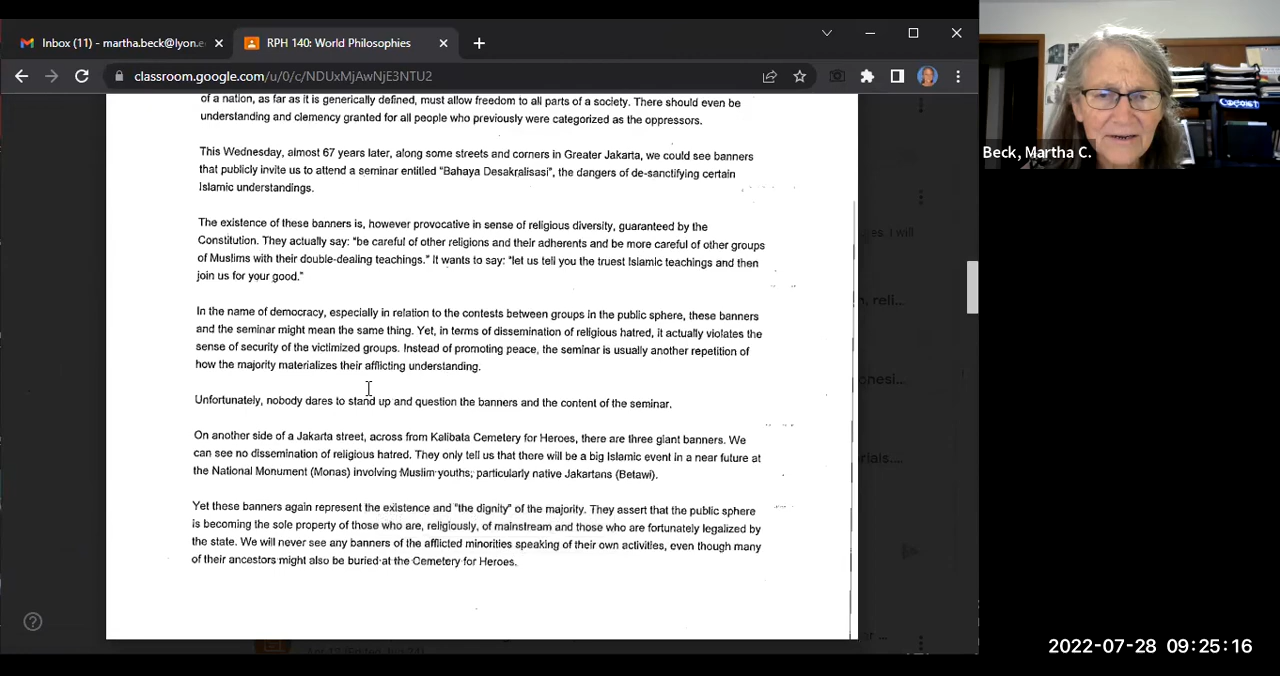 Inbox (11) - martha.beck@lyon.e
RPH 140: World Philosophies
classroom.google.com/u/0/c/NDUxMjAwNjE3NTU2
of a nation, as far as it is generically defined, must allow freedom to all parts of a society. There should even be
understanding and clemency granted for all people who previously were categorized as the oppressors.
This Wednesday, almost 67 years later, along some streets and corners in Greater Jakarta, we could see banners
that publicly invite us to attend a seminar entitled "Bahaya Desakralisasi", the dangers of de-sanctifying certain
Islamic understandings.
The existence of these banners is, however provocative in sense of religious diversity, guaranteed by the
Constitution. They actually say: "be careful of other religions and their adherents and be more careful of other groups
of Muslims with their double-dealing teachings." It wants to say: "let us tell you the truest Islamic teachings and then
join us for your good."
In the name of democracy, especially in relation to the contests between groups in the public sphere, these banners
and the seminar might mean the same thing. Yet, in terms of dissemination of religious hatred, it actually violates the
sense of security of the victimized groups. Instead of promoting peace, the seminar is usually another repetition of
how the majority materializes their afflicting understanding.
Unfortunately, nobody dares to stand up and question the banners and the content of the seminar.
On another side of a Jakarta street, across from Kalibata Cemetery for Heroes, there are three giant banners. We
can see no dissemination of religious hatred. They only tell us that there will be a big Islamic event in a near future at
the National Monument (Monas) involving Muslim youths, particularly native Jakartans (Betawi).
Yet these banners again represent the existence and "the dignity" of the majority. They assert that the public sphere
is becoming the sole property of those who are, religiously, of mainstream and those who are fortunately legalized by
the state. We will never see any banners of the afflicted minorities speaking of their own activities, even though many
of their ancestors might also be buried at the Cemetery for Heroes.
es, I will
n, reli...
nesi...
rials....
ar ...
Beck, Martha C.
2022-07-28 09:25:16